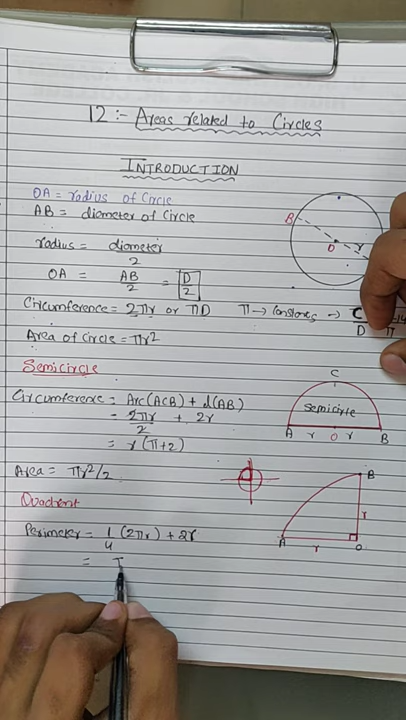 12:- Areas related to Circles
INTRODUCTION
OA = radius of Circle
AB = diameter of Circle
radius = diameter
2
OA = AB = D
2 2
Circumference = 2πr or πD π → constant →
Area of circle = πr²
Semicircle
Circumference = Arc(ACB) + d(AB)
= 2πr + 2r
2
= r(π+2)
Area = πr²/2
Quadrent
Perimeter = 1 (2πr) + 2r
4
=
B
O
r
C
D
π
C
Semicircle
A r O r B
B
r
A r O